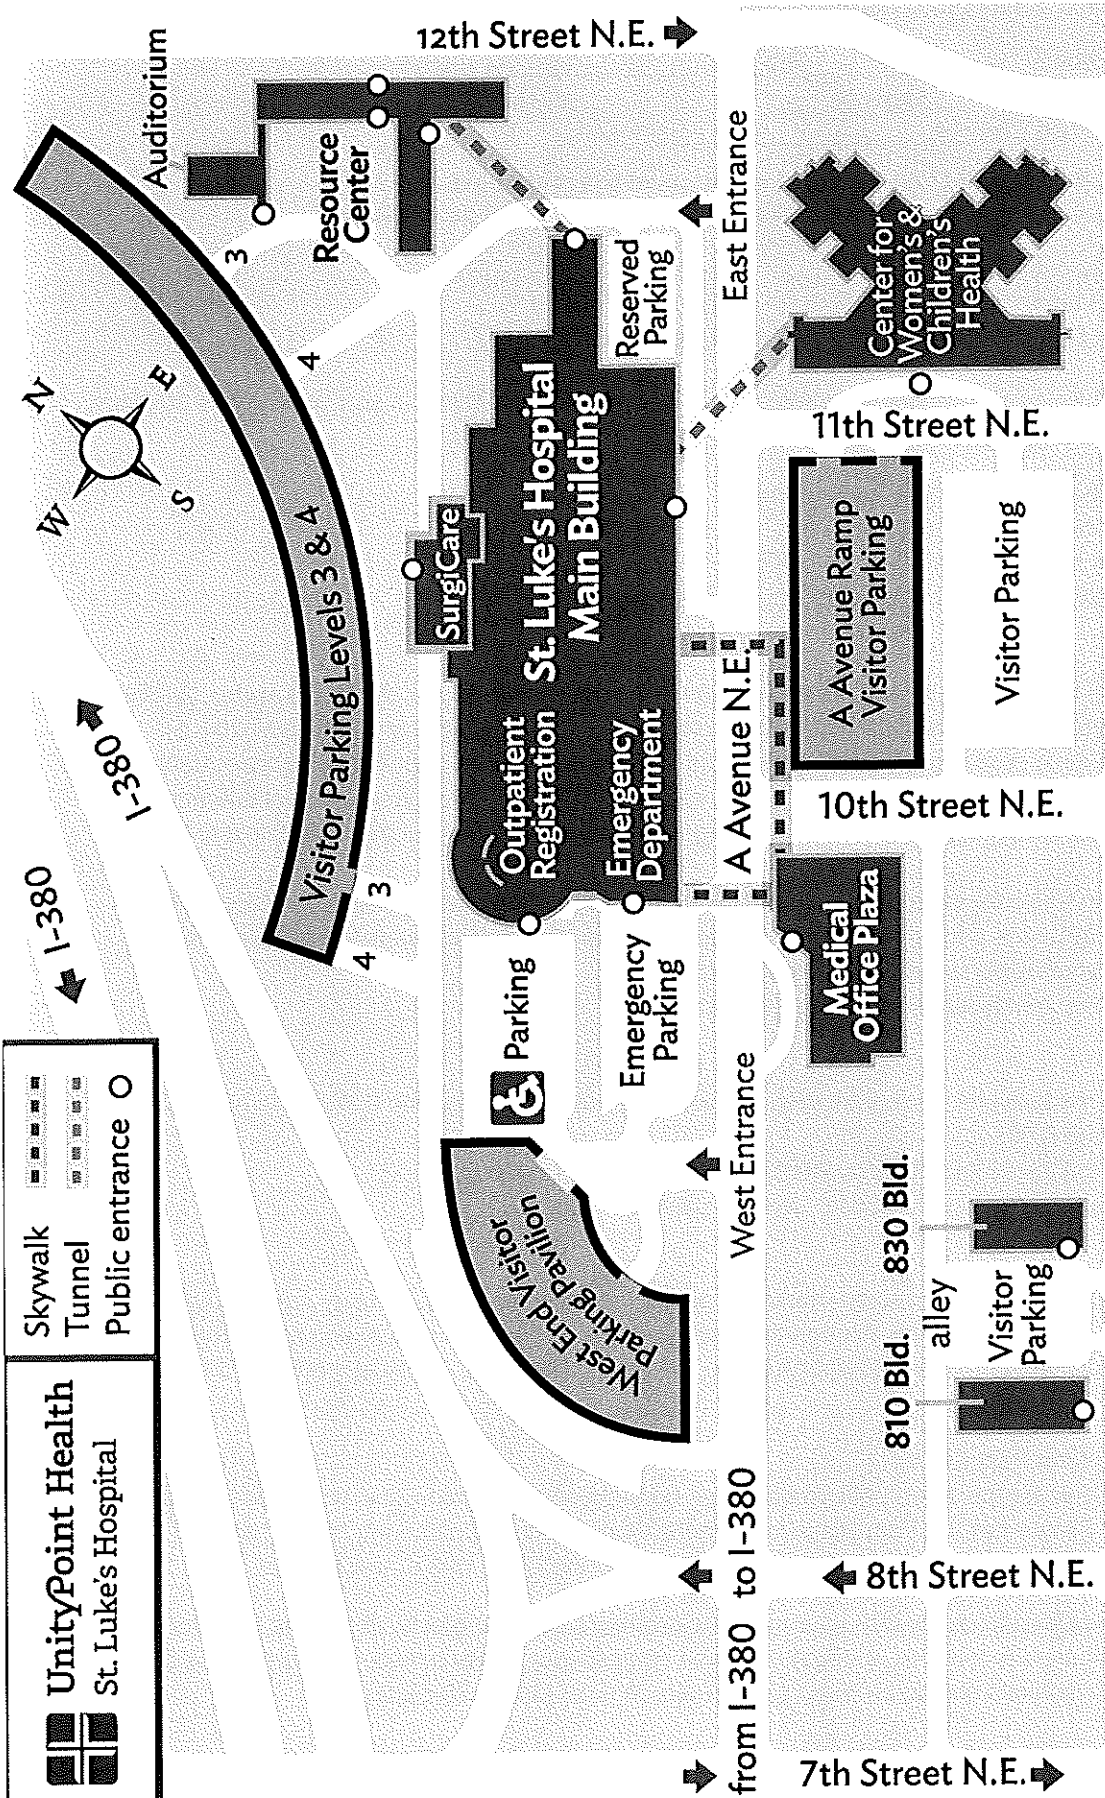 UnityPoint Health
St. Luke's Hospital
Skywalk
Tunnel
Public entrance
I-380
I-380
W
N
S
E
Visitor Parking Levels 3 & 4
4
3
4
3
Auditorium
Resource
Center
12th Street N.E.
West End Visitor
Parking Pavilion
Parking
Emergency
Parking
Outpatient
Registration
Emergency
Department
SurgiCare
St. Luke's Hospital
Main Building
Reserved
Parking
from I-380
to I-380
West Entrance
A Avenue N.E.
East Entrance
7th Street N.E.
8th Street N.E.
810 Bld.
830 Bld.
alley
Visitor
Parking
Medical
Office Plaza
10th Street N.E.
A Avenue Ramp
Visitor Parking
Visitor Parking
11th Street N.E.
Center for
Women's &
Children's
Health